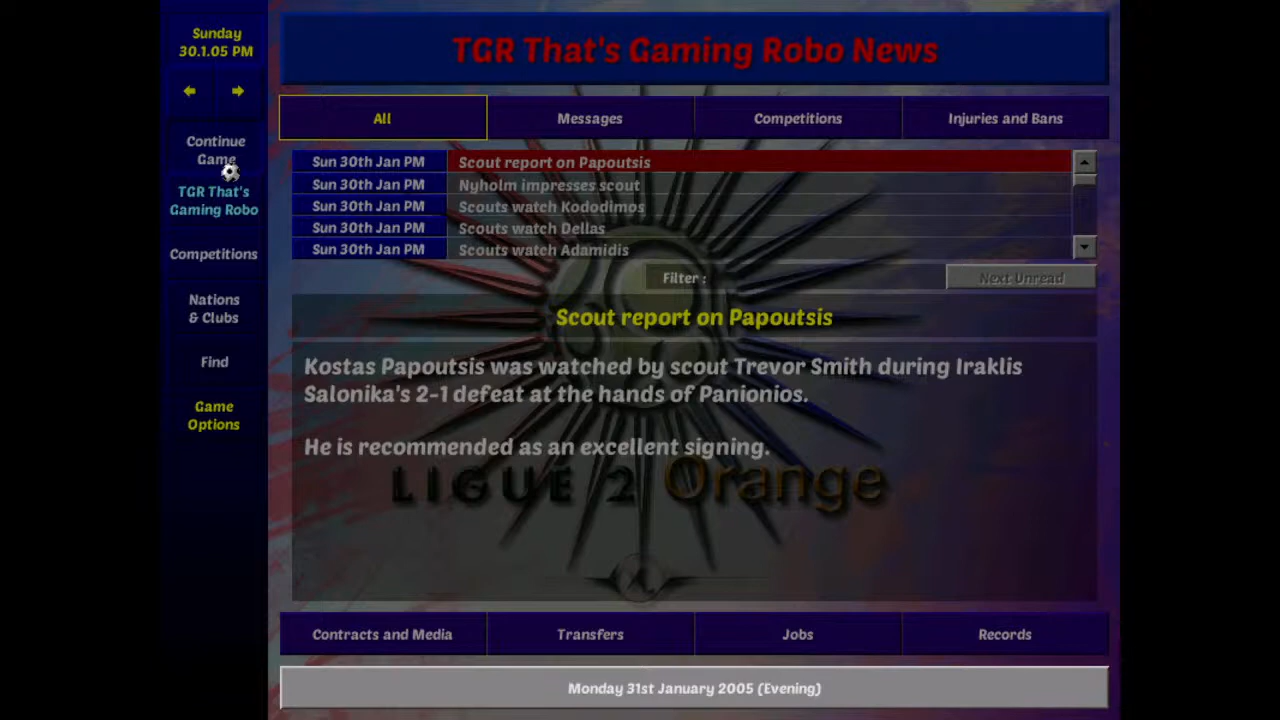 Sunday
30.1.05 PM
TGR That's Gaming Robo News
All
Messages
Competitions
Injuries and Bans
Continue
Game
TGR That's
Gaming Robo
Competitions
Nations
& Clubs
Find
Game
Options
Sun 30th Jan PM Scout report on Papoutsis
Sun 30th Jan PM Nyholm impresses scout
Sun 30th Jan PM Scouts watch Kododimos
Sun 30th Jan PM Scouts watch Dellas
Sun 30th Jan PM Scouts watch Adamidis
Filter :
Next Unread
Scout report on Papoutsis
Kostas Papoutsis was watched by scout Trevor Smith during Iraklis
Salonika's 2-1 defeat at the hands of Panionios.
He is recommended as an excellent signing.
LIGUE 2 Orange
Contracts and Media
Transfers
Jobs
Records
Monday 31st January 2005 (Evening)